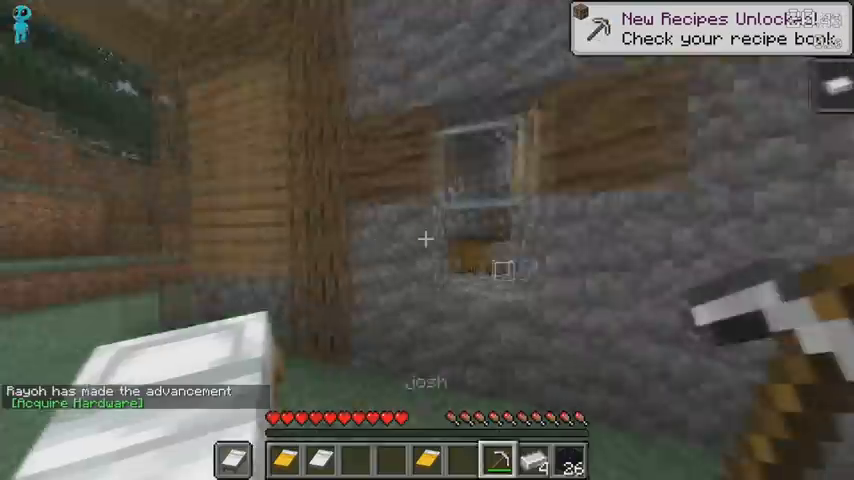 New Recipes Unlocked!
Check your recipe book
josh
Rayoh has made the advancement
[Acquire Hardware]
4
26